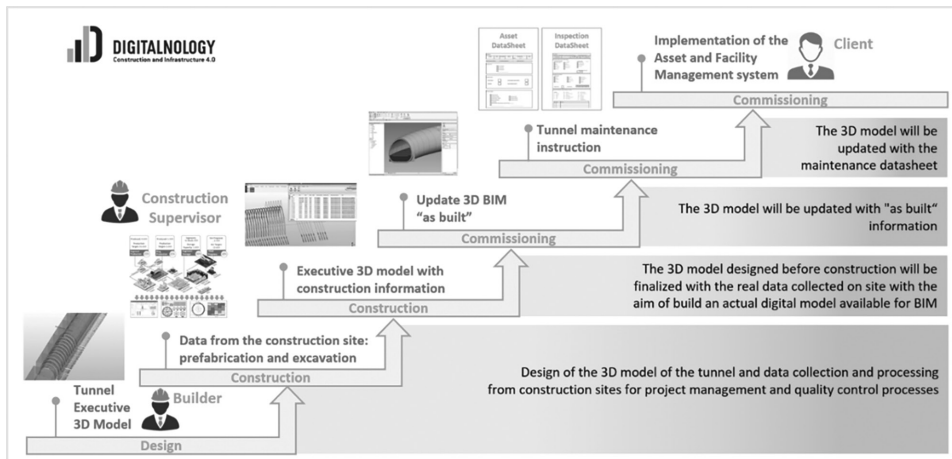 DIGITALNOLOGY
Construction and Infrastructure 4.0
Asset
DataSheet
Inspection
DataSheet
Implementation of the
Asset and Facility
Management system
Client
Commissioning
Tunnel maintenance
instruction
Commissioning
The 3D model will be
updated with the
maintenance datasheet
Construction
Supervisor
Update 3D BIM
“as built”
Commissioning
The 3D model will be updated with "as built“
information
Executive 3D model with
construction information
Construction
The 3D model designed before construction will be
finalized with the real data collected on site with the
aim of build an actual digital model available for BIM
Data from the construction site:
prefabrication and excavation
Construction
Design of the 3D model of the tunnel and data collection and processing
from construction sites for project management and quality control processes
Tunnel
Executive
3D Model
Builder
Design